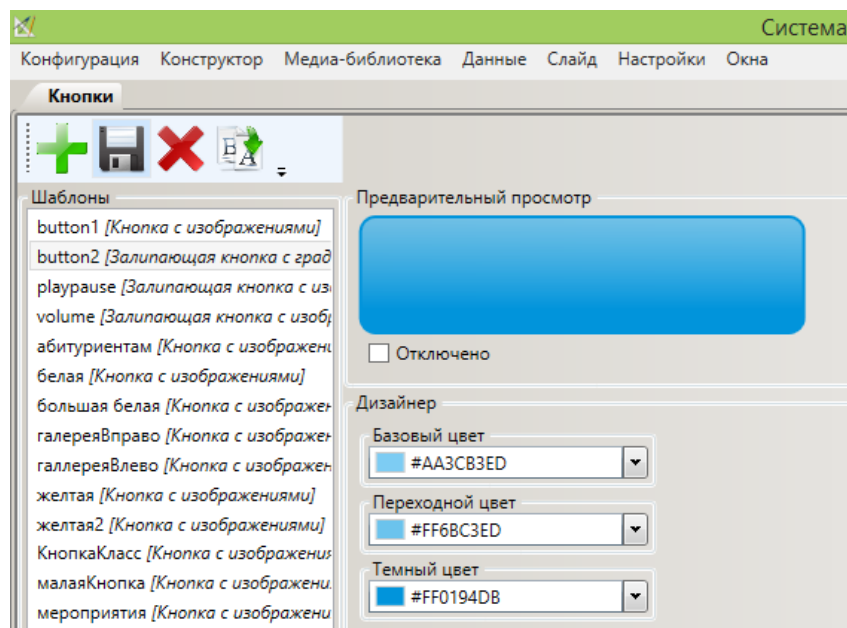 Система
Конфигурация Конструктор Медиа-библиотека Данные Слайд Настройки Окна
Кнопки
Шаблоны
button1 [Кнопка с изображениями]
button2 [Залипающая кнопка с град
playpause [Залипающая кнопка с из
volume [Залипающая кнопка с изоб
абитуриентам [Кнопка с изображен
белая [Кнопка с изображениями]
большая белая [Кнопка с изображе
галереяВправо [Кнопка с изображе
галлереяВлево [Кнопка с изображен
желтая [Кнопка с изображениями]
желтая2 [Кнопка с изображениями]
КнопкаКласс [Кнопка с изображения
малаяКнопка [Кнопка с изображени
мероприятия [Кнопка с изображени
Предварительный просмотр
Отключено
Дизайнер
Базовый цвет
#AA3CB3ED
Переходной цвет
#FF6BC3ED
Темный цвет
#FF0194DB